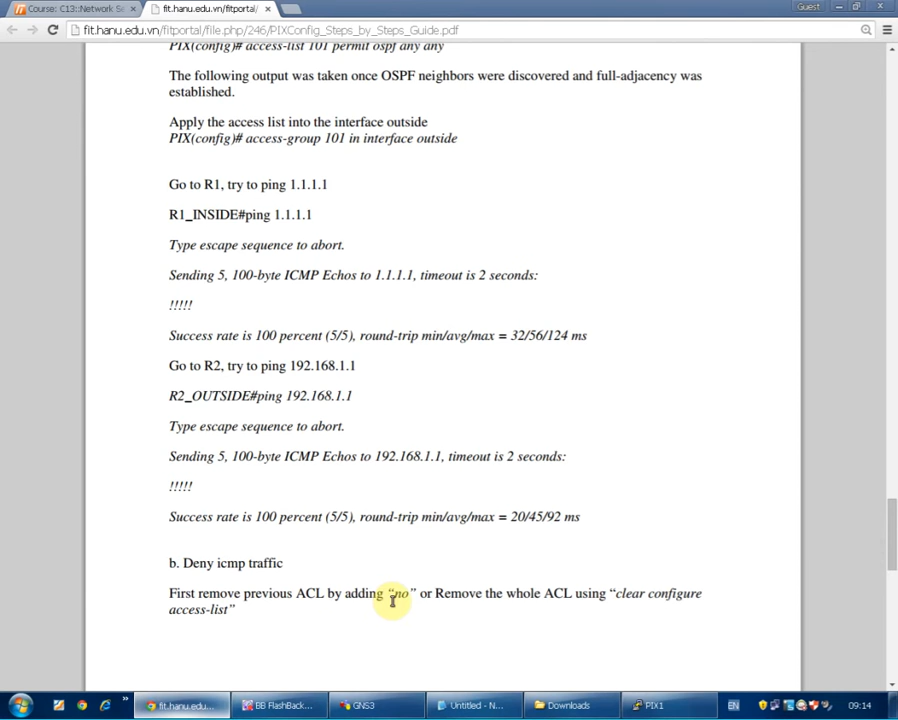 Course: C13::Network Se
fit.hanu.edu.vn/fitportal/
Guest
fit.hanu.edu.vn/fitportal/file.php/246/PIXConfig_Steps_by_Steps_Guide.pdf
PIX(config)# access-list 101 permit ospf any any
The following output was taken once OSPF neighbors were discovered and full-adjacency was
established.
Apply the access list into the interface outside
PIX(config)# access-group 101 in interface outside
Go to R1, try to ping 1.1.1.1
R1_INSIDE#ping 1.1.1.1
Type escape sequence to abort.
Sending 5, 100-byte ICMP Echos to 1.1.1.1, timeout is 2 seconds:
!!!!!
Success rate is 100 percent (5/5), round-trip min/avg/max = 32/56/124 ms
Go to R2, try to ping 192.168.1.1
R2_OUTSIDE#ping 192.168.1.1
Type escape sequence to abort.
Sending 5, 100-byte ICMP Echos to 192.168.1.1, timeout is 2 seconds:
!!!!!
Success rate is 100 percent (5/5), round-trip min/avg/max = 20/45/92 ms
b. Deny icmp traffic
First remove previous ACL by adding “no” or Remove the whole ACL using “clear configure
access-list”
fit.hanu.edu.vn...
BB FlashBack...
GNS3
Untitled - N...
Downloads
PIX1
EN
09:14